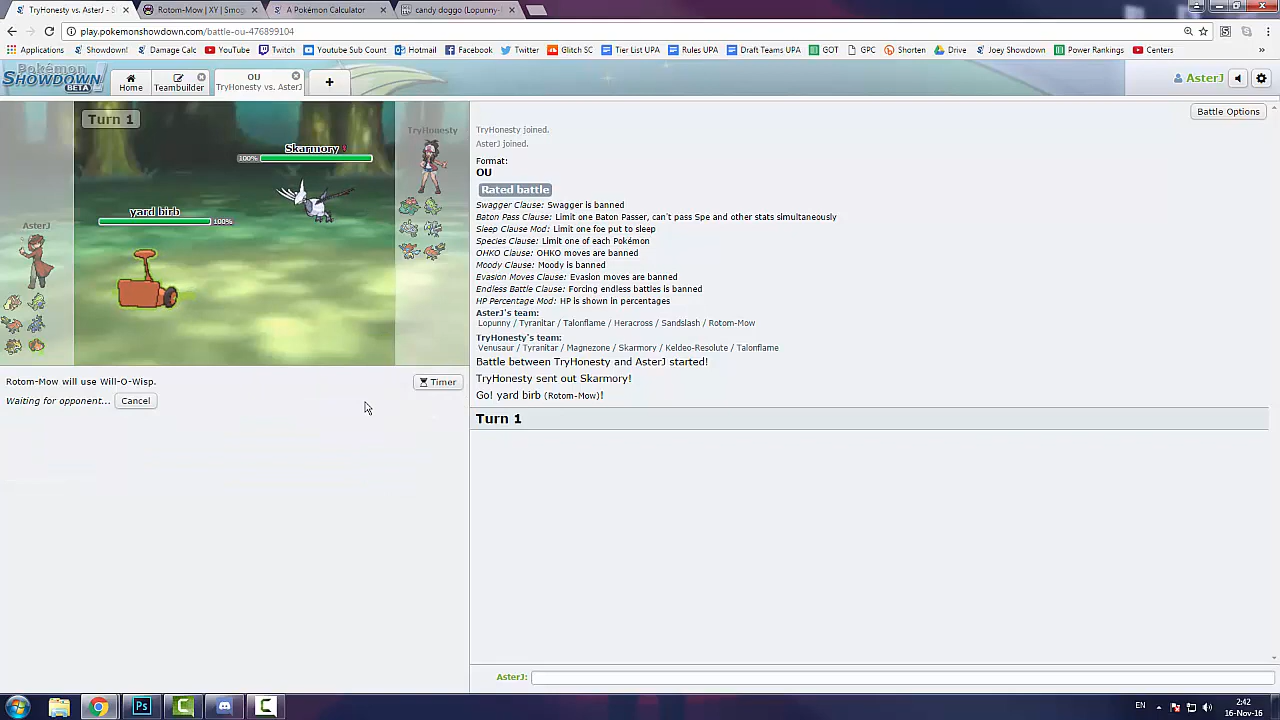 TryHonesty vs. AsterJ - S
Rotom-Mow | XY | Smog
A Pokémon Calculator
candy doggo (Lopunny-
play.pokemonshowdown.com/battle-ou-476899104
Applications
Showdown!
Damage Calc
YouTube
Youtube Sub Count
Hotmail
Facebook
Twitter
Glitch SC
Tier List UPA
Rules UPA
Draft Teams UPA
GOT
GPC
Shorten
Drive
Joey Showdown
Power Rankings
Centers
»
Pokémon
SHOWDOWN
BETA
Home
Teambuilder
OU
TryHonesty vs. AsterJ
+
AsterJ
Turn 1
TryHonesty
Skarmory
100%
yard birb
100%
AsterJ
Rotom-Mow will use Will-O-Wisp.
Timer
Waiting for opponent...
Cancel
Battle Options
TryHonesty joined.
AsterJ joined.
Format:
OU
Rated battle
Swagger Clause: Swagger is banned
Baton Pass Clause: Limit one Baton Passer, can't pass Spe and other stats simultaneously
Sleep Clause Mod: Limit one foe put to sleep
Species Clause: Limit one of each Pokémon
OHKO Clause: OHKO moves are banned
Moody Clause: Moody is banned
Evasion Moves Clause: Evasion moves are banned
Endless Battle Clause: Forcing endless battles is banned
HP Percentage Mod: HP is shown in percentages
AsterJ's team:
Lopunny / Tyranitar / Talonflame / Heracross / Sandslash / Rotom-Mow
TryHonesty's team:
Venusaur / Tyranitar / Magnezone / Skarmory / Keldeo-Resolute / Talonflame
Battle between TryHonesty and AsterJ started!
TryHonesty sent out Skarmory!
Go! yard birb (Rotom-Mow)!
Turn 1
AsterJ:
EN
2:42
16-Nov-16